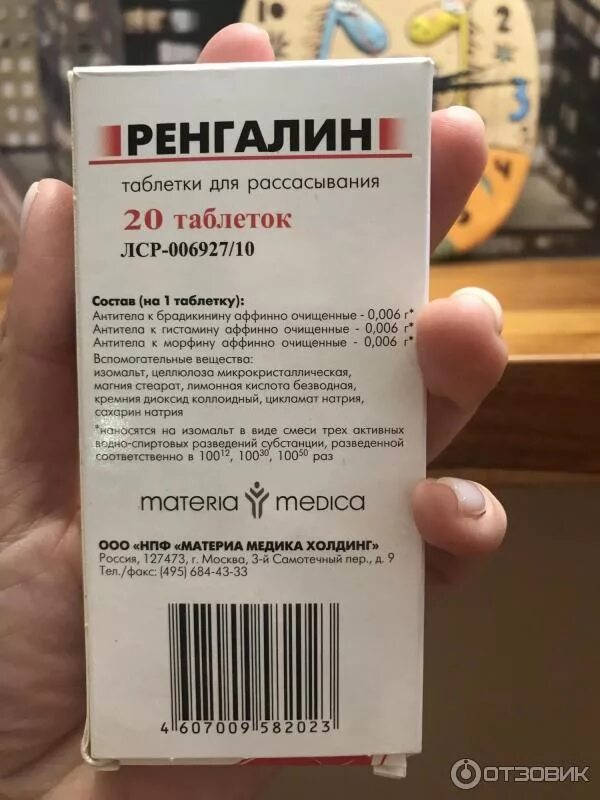 10
2
3
4
РЕНГАЛИН
таблетки для рассасывания
20 таблеток
ЛСР-006927/10
Состав (на 1 таблетку):
Антитела к брадикинину аффинно очищенные - 0,006 г*
Антитела к гистамину аффинно очищенные - 0,006 г*
Антитела к морфину аффинно очищенные - 0,006 г*
Вспомогательные вещества:
изомальт, целлюлоза микрокристаллическая,
магния стеарат, лимонная кислота безводная,
кремния диоксид коллоидный, цикламат натрия,
сахарин натрия
*наносятся на изомальт в виде смеси трех активных
водно-спиртовых разведений субстанции, разведенной
соответственно в 100¹², 100³⁰, 100⁵⁰ раз
materia medica
ООО «НПФ «МАТЕРИА МЕДИКА ХОЛДИНГ»
Россия, 127473, г. Москва, 3-й Самотечный пер., д. 9
Тел./факс: (495) 684-43-33
4 607009 582023
ОТЗОВИК